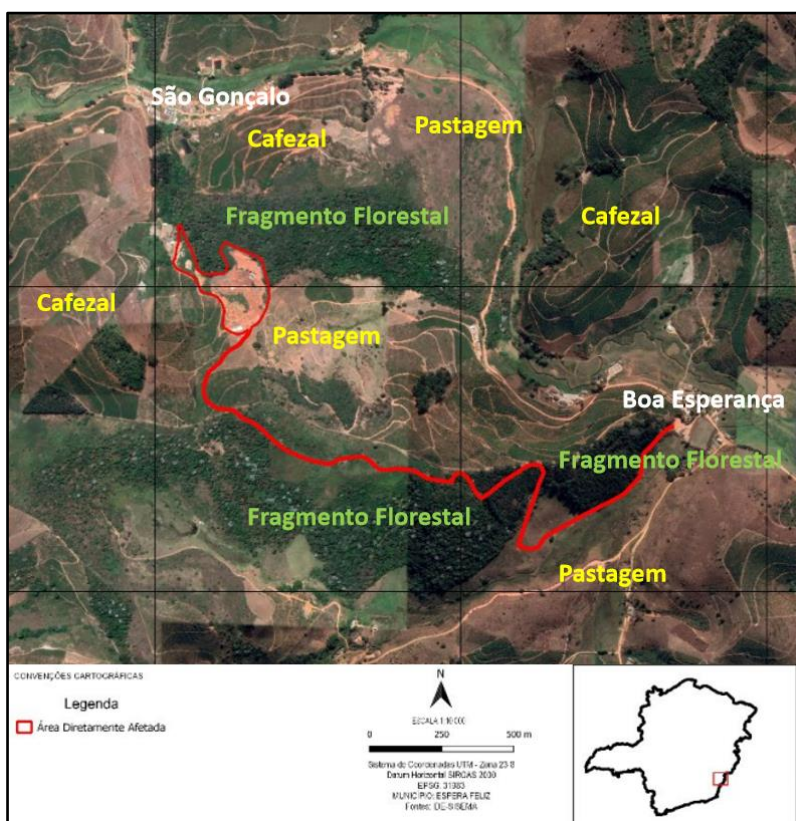 São Gonçalo
Cafezal
Pastagem
Fragmento Florestal
Cafezal
Cafezal
Pastagem
Boa Esperança
Fragmento Florestal
Fragmento Florestal
Pastagem
CONVENÇÕES CARTOGRÁFICAS
Legenda
Área Diretamente Afetada
N
ESCALA 1:16.000
0 250 500 m
Sistema de Coordenadas UTM - Zona 23 S
Datum Horizontal SIRGAS 2000
EPSG: 31983
MUNICÍPIO: ESPERA FELIZ
Fontes: IDE-SISEMA